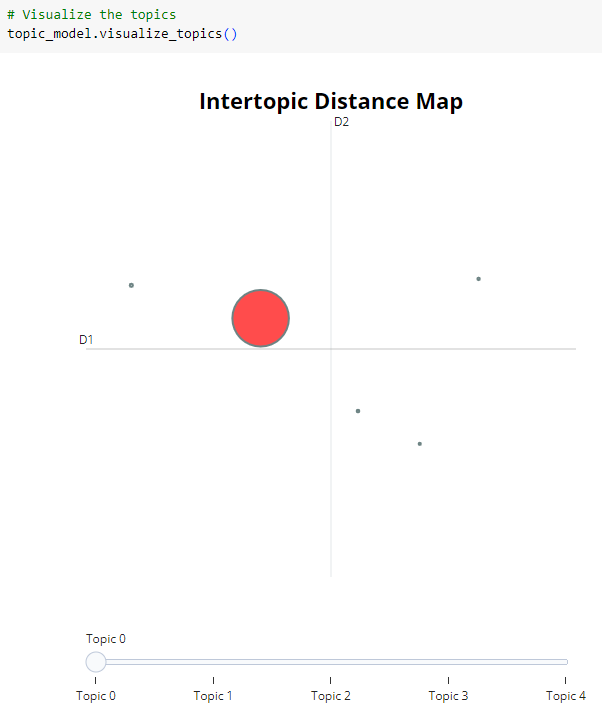 # Visualize the topics
topic_model.visualize_topics()
Intertopic Distance Map
D2
D1
Topic 0
Topic 0 Topic 1 Topic 2 Topic 3 Topic 4